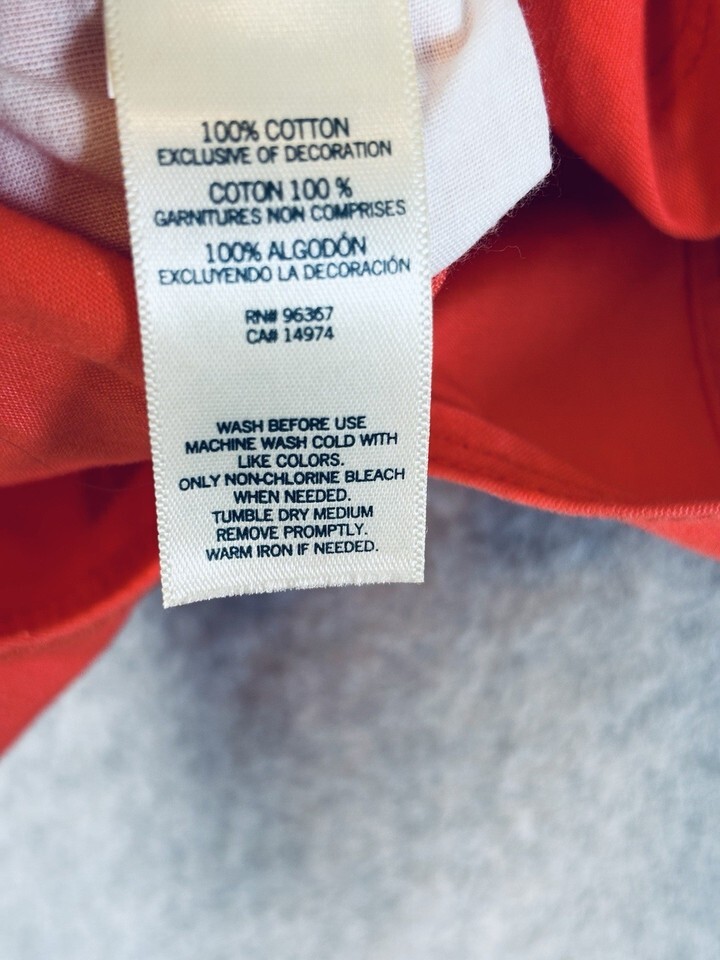 100% COTTON
EXCLUSIVE OF DECORATION
COTON 100 %
GARNITURES NON COMPRISES
100% ALGODÓN
EXCLUYENDO LA DECORACIÓN
RN# 96367
CA# 14974
WASH BEFORE USE
MACHINE WASH COLD WITH
LIKE COLORS.
ONLY NON-CHLORINE BLEACH
WHEN NEEDED.
TUMBLE DRY MEDIUM
REMOVE PROMPTLY.
WARM IRON IF NEEDED.